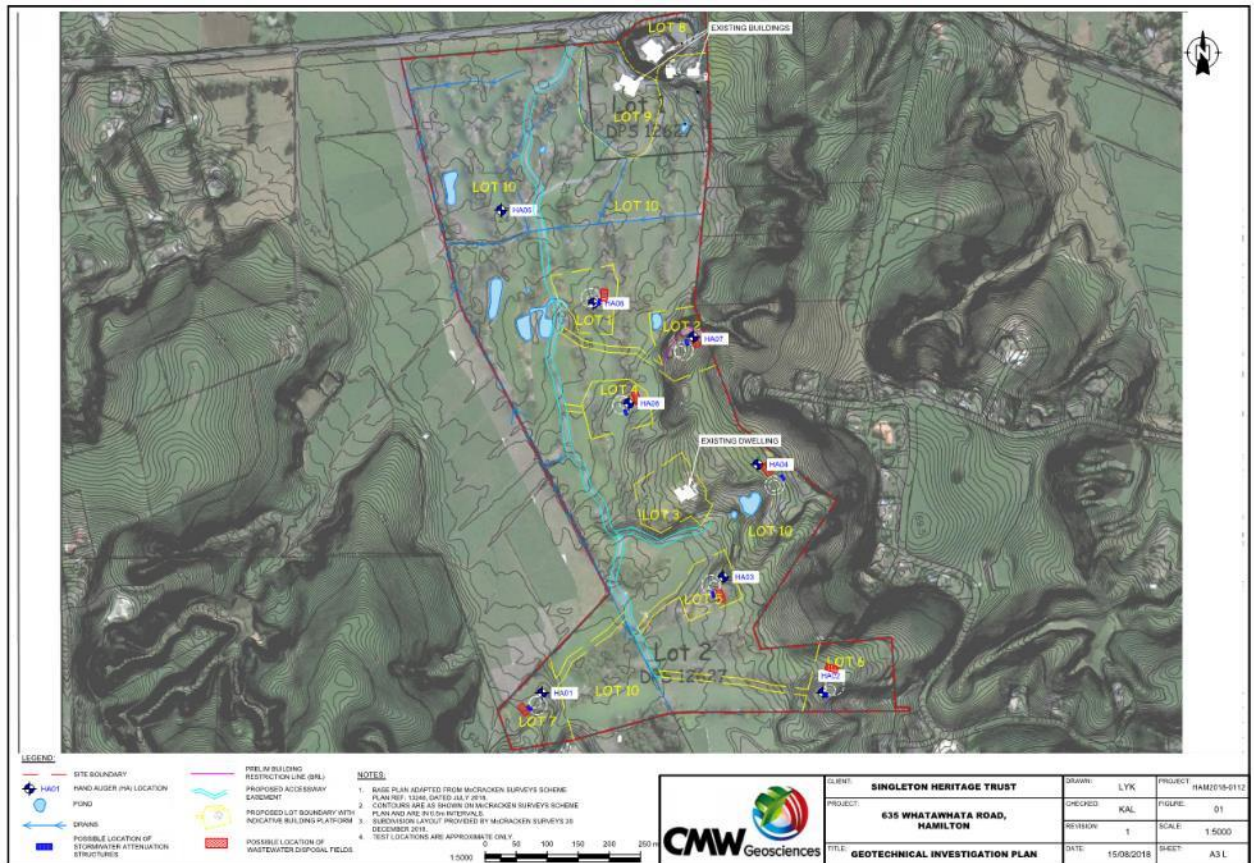 LOT 8
EXISTING BUILDINGS
N
Lot 1
LOT 9
DPS 12627
LOT 10
HA06
LOT 10
HA08
LOT 1
LOT 2
HA07
LOT 4
HA06
EXISTING DWELLING
HA04
LOT 3
LOT 10
HA03
LOT 5
Lot 2
LOT 6
HA02
HA01
LOT 10
LOT 7
LEGEND:
SITE BOUNDARY
HA01 HAND AUGER (HA) LOCATION
POND
DRAINS
POSSIBLE LOCATION OF
STORMWATER ATTENUATION
STRUCTURES
PRELIM BUILDING
RESTRICTION LINE (BRL)
PROPOSED ACCESSWAY
EASEMENT
PROPOSED LOT BOUNDARY WITH
INDICATIVE BUILDING PLATFORM
POSSIBLE LOCATION OF
WASTEWATER DISPOSAL FIELDS
NOTES:
1. BASE PLAN ADAPTED FROM McCRACKEN SURVEYS SCHEME
PLAN REF. DATED JULY 2018.
2. CONTOURS ARE AS SHOWN ON McCRACKEN SURVEYS SCHEME
PLAN AND ARE IN 0.5m INTERVALS.
3. SUBDIVISION LAYOUT PROVIDED BY McCRACKEN SURVEYS
DECEMBER 2018.
4. TEST LOCATIONS ARE APPROXIMATE ONLY.
1:5000 0 50 100 150 200 250 m
CMW Geosciences
CLIENT: SINGLETON HERITAGE TRUST
PROJECT: 635 WHATAWHATA ROAD,
HAMILTON
TITLE: GEOTECHNICAL INVESTIGATION PLAN
DRAWN: LYK
CHECKED: KAL
REVISION: 1
DATE: 15/08/2018
PROJECT: HAM2018-0112
FIGURE: 01
SCALE: 1:5000
SHEET: A3 L